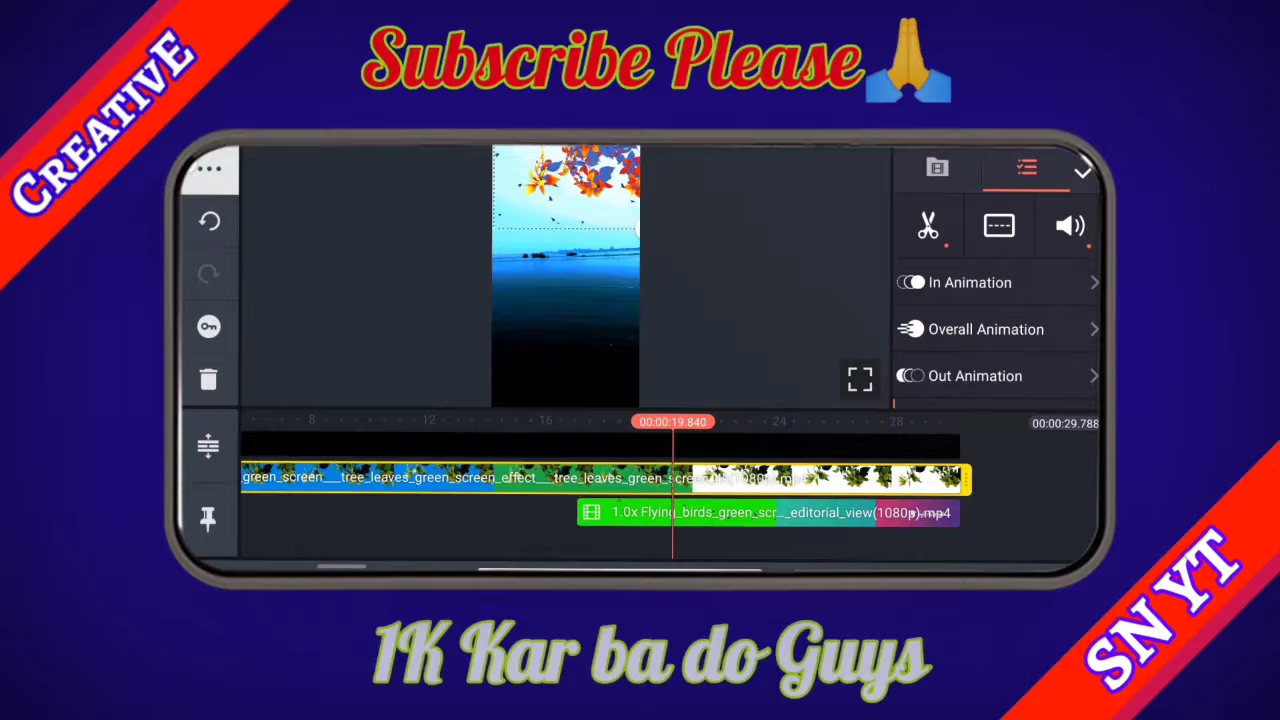 CREATIVE
Subscribe Please🙏
In Animation
Overall Animation
Out Animation
8 12 16 00:00:19.840 24 28 00:00:29.788
green_screen___tree_leaves_green_screen_effect___tree_leaves_green_screen
1.0x Flying_birds_green_scr..._editorial_view(1080p).mp4
1K Kar ba do Guys
SN YT